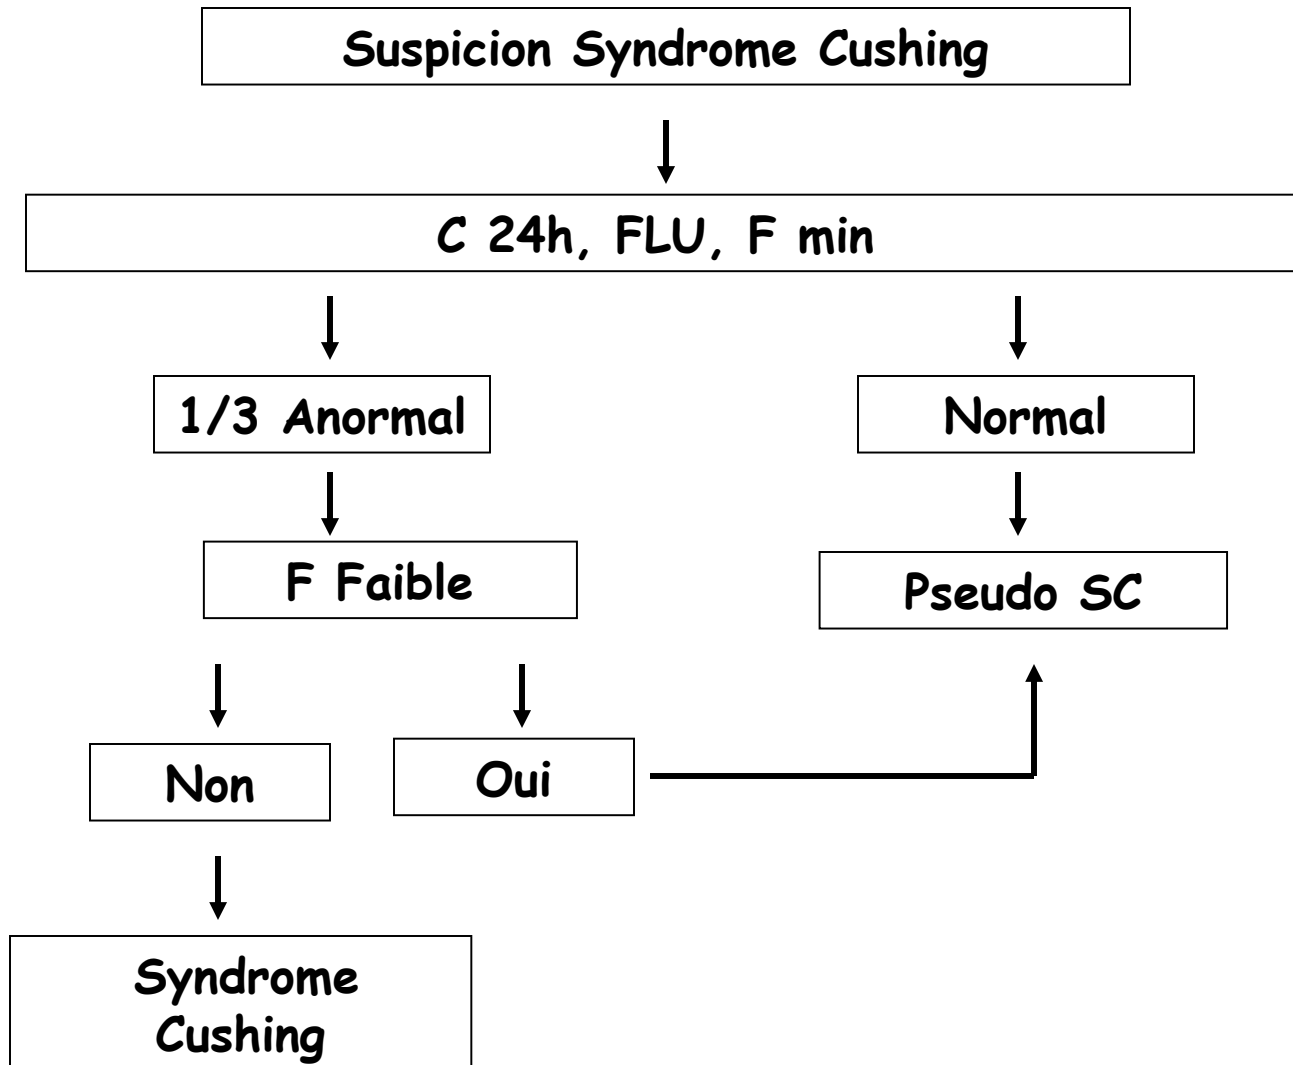 Suspicion Syndrome Cushing
C 24h, FLU, F min
1/3 Anormal
Normal
F Faible
Pseudo SC
Non
Oui
Syndrome
Cushing